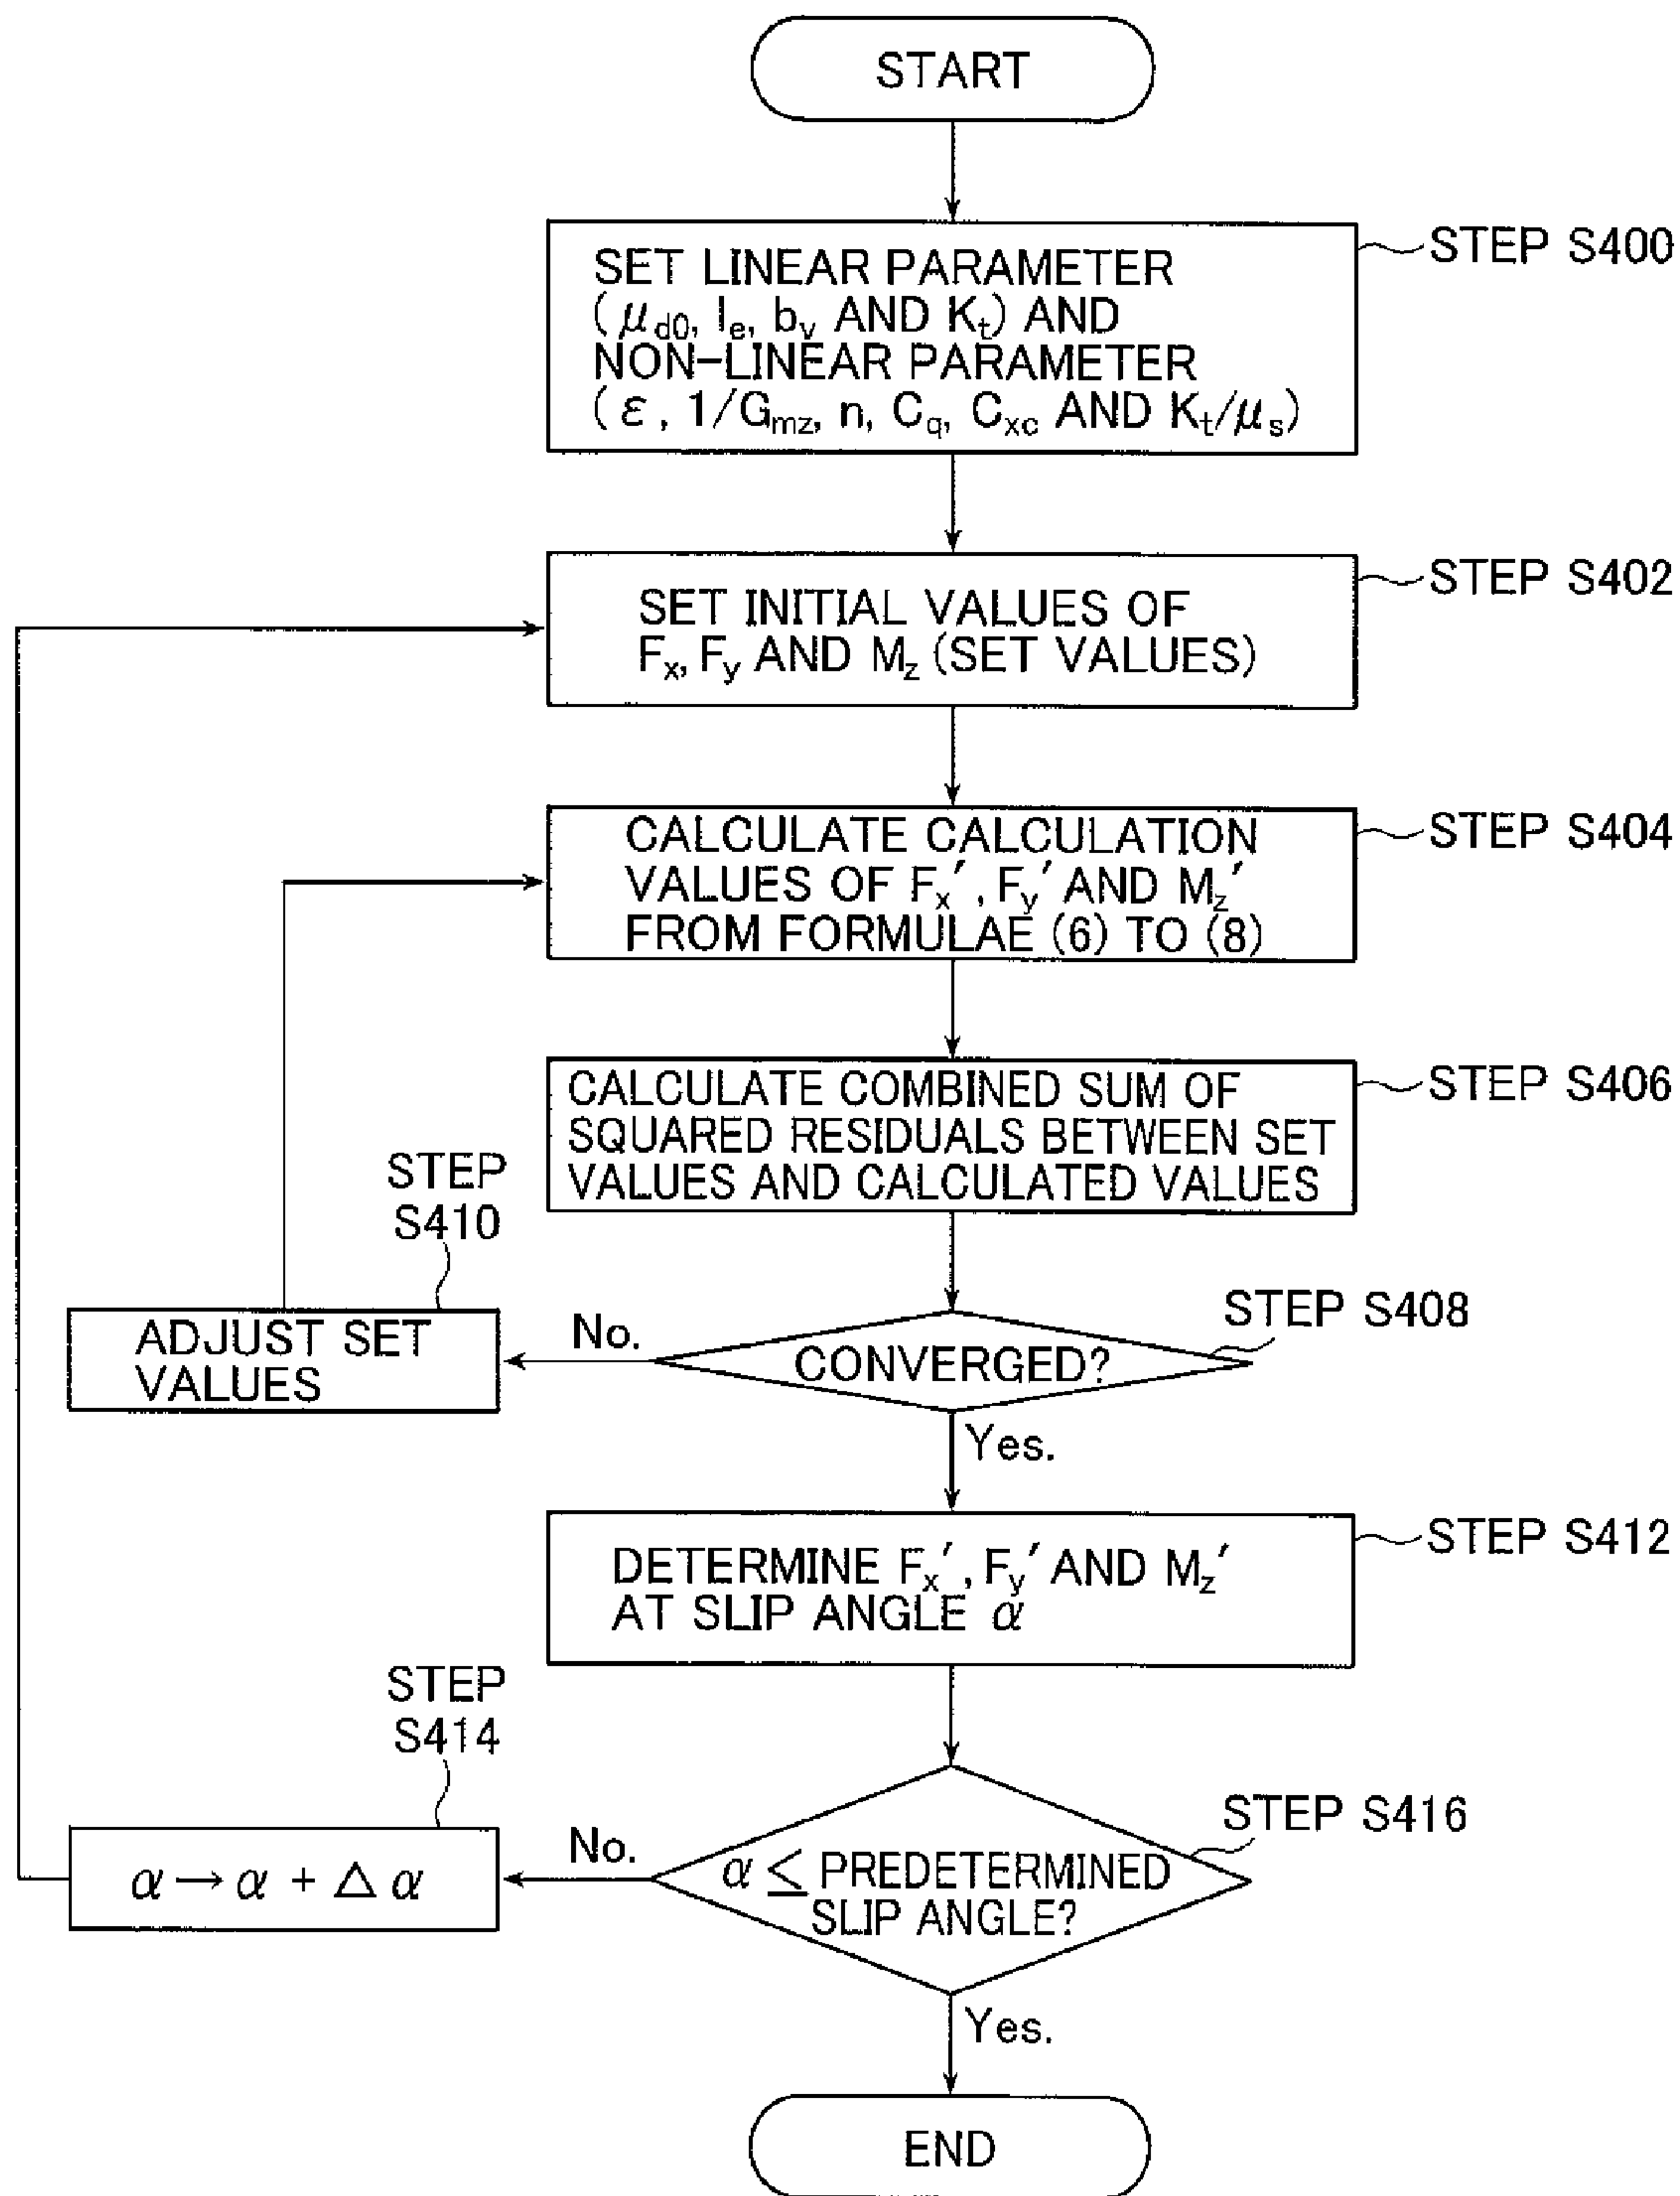 START
SET LINEAR PARAMETER
(μd0, le, bv AND Kt) AND
NON-LINEAR PARAMETER
(ε, 1/Gmz, n, Cq, Cxc AND Kt/μs)
STEP S400
SET INITIAL VALUES OF
Fx, Fy AND Mz (SET VALUES)
STEP S402
CALCULATE CALCULATION
VALUES OF Fx′, Fy′ AND Mz′
FROM FORMULAE (6) TO (8)
STEP S404
CALCULATE COMBINED SUM OF
SQUARED RESIDUALS BETWEEN SET
VALUES AND CALCULATED VALUES
STEP S406
STEP
S410
ADJUST SET
VALUES
No.
CONVERGED?
STEP S408
Yes.
DETERMINE Fx′, Fy′ AND Mz′
AT SLIP ANGLE α
STEP S412
STEP
S414
α → α + △ α
No.
α ≤ PREDETERMINED
SLIP ANGLE?
STEP S416
Yes.
END